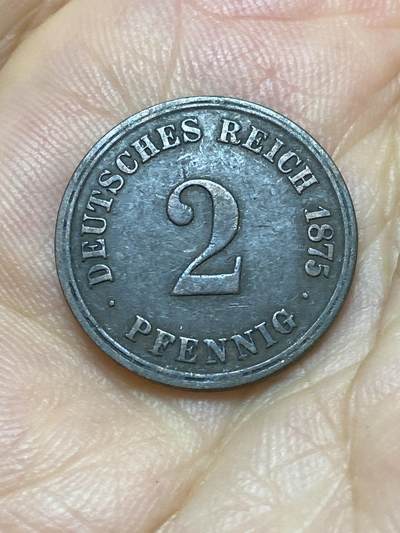 DEUTSCHES REICH 1875
2
· PFENNIG ·